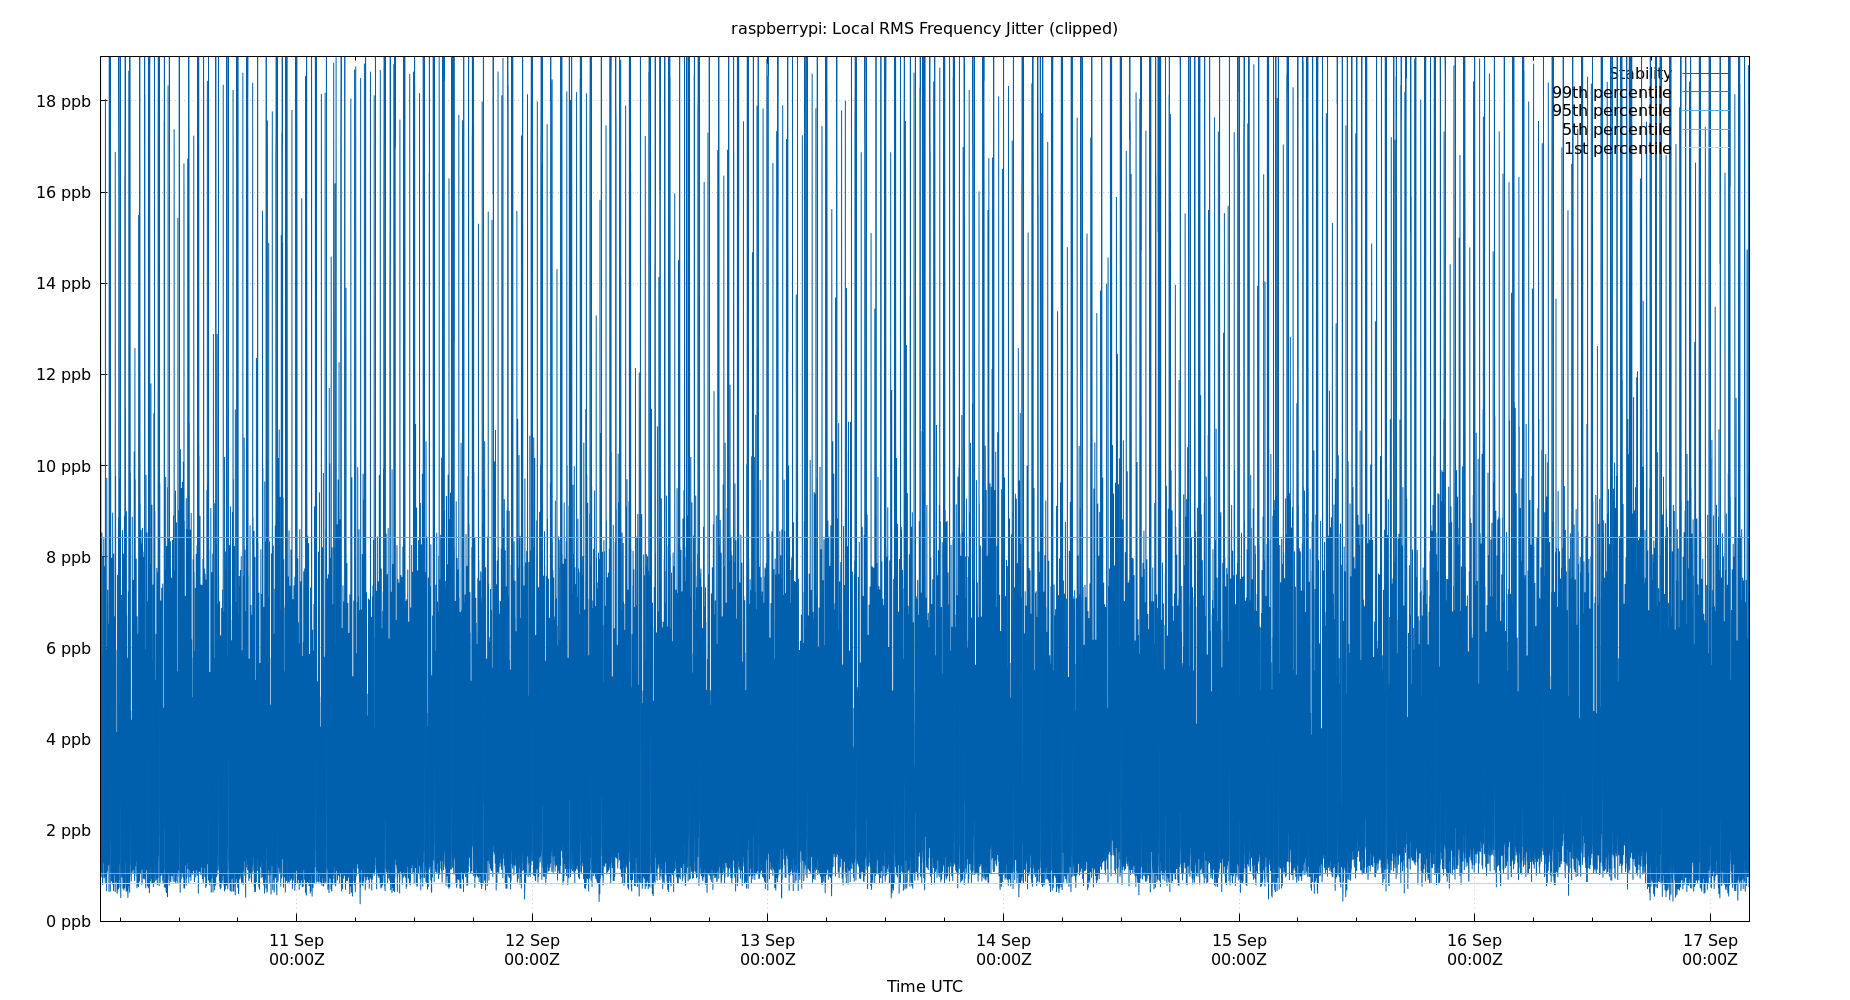 raspberrypi: Local RMS Frequency Jitter (clipped)
Stability
99th percentile
95th percentile
5th percentile
1st percentile
18 ppb
16 ppb
14 ppb
12 ppb
10 ppb
8 ppb
6 ppb
4 ppb
2 ppb
0 ppb
11 Sep 12 Sep 13 Sep 14 Sep 15 Sep 16 Sep 17 Sep
00:00Z 00:00Z 00:00Z 00:00Z 00:00Z 00:00Z 00:00Z
Time UTC